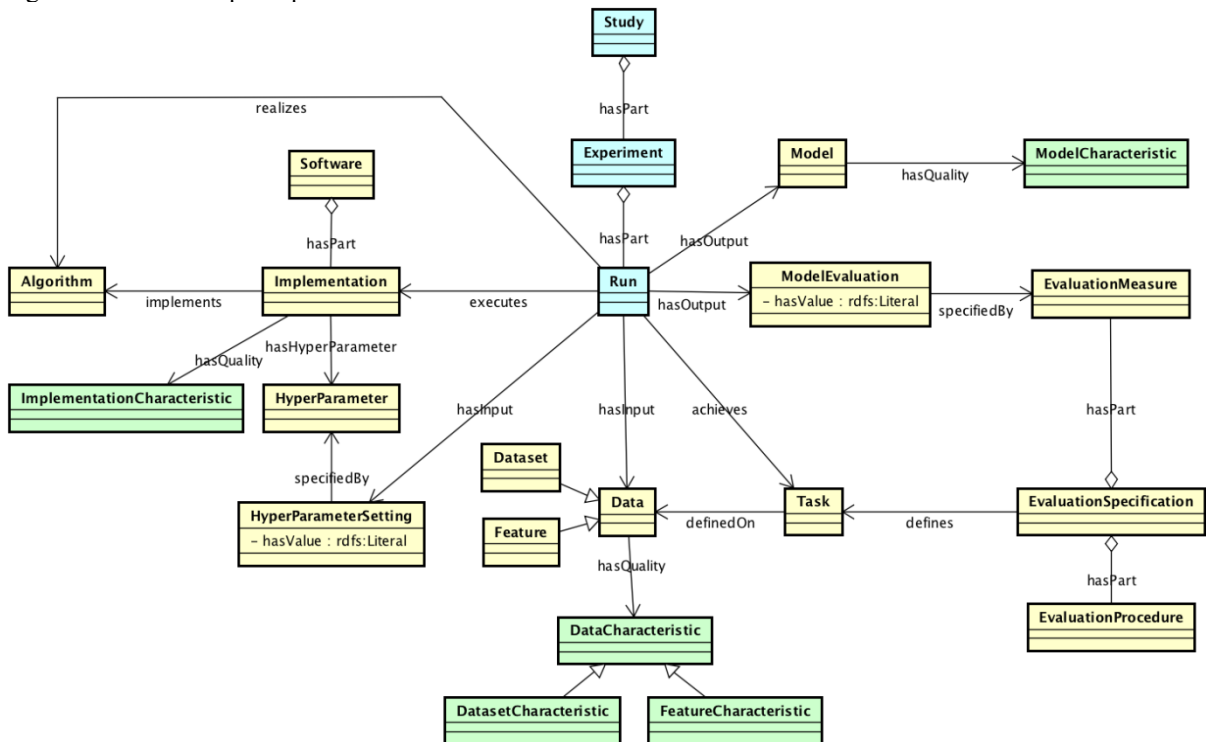 Study
hasPart
realizes
Experiment
Model
ModelCharacteristic
hasQuality
Software
hasPart
hasPart
hasOutput
Algorithm
Implementation
Run
ModelEvaluation
- hasValue : rdfs:Literal
EvaluationMeasure
implements
executes
hasOutput
specifiedBy
hasQuality
hasHyperParameter
ImplementationCharacteristic
HyperParameter
hasInput
hasInput
achieves
hasPart
specifiedBy
Dataset
HyperParameterSetting
- hasValue : rdfs:Literal
Feature
Data
definedOn
Task
defines
EvaluationSpecification
hasQuality
hasPart
EvaluationProcedure
DataCharacteristic
DatasetCharacteristic
FeatureCharacteristic